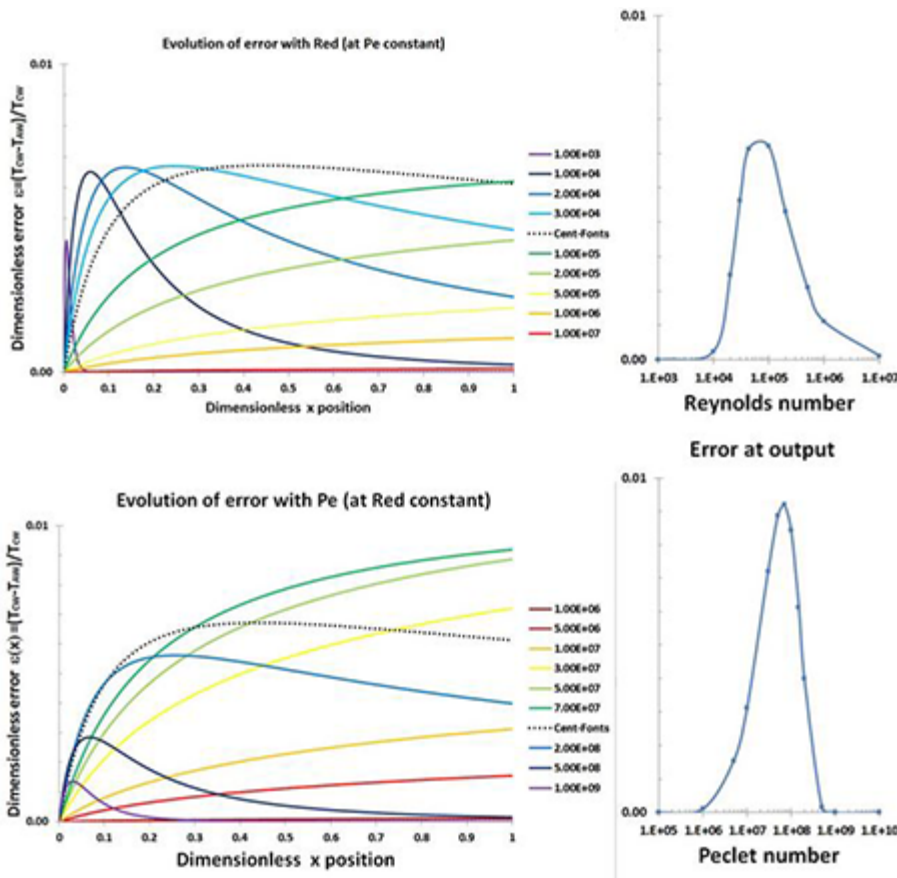 Evolution of error with Red (at Pe constant)
0.01
Dimensionless error ε=(Tcw-Taw)/Tcw
0.00
0 0.1 0.2 0.3 0.4 0.5 0.6 0.7 0.8 0.9 1
Dimensionless x position
1.00E+03
1.00E+04
2.00E+04
3.00E+04
Cent-Fonts
1.00E+05
2.00E+05
5.00E+05
1.00E+06
1.00E+07
0.01
0.00
1.E+03 1.E+04 1.E+05 1.E+06 1.E+07
Reynolds number
Error at output
Evolution of error with Pe (at Red constant)
0.01
Dimensionless error ε(x)=(Tcw-Taw)/Tcw
0.00
0 0.1 0.2 0.3 0.4 0.5 0.6 0.7 0.8 0.9 1
Dimensionless x position
1.00E+06
5.00E+06
1.00E+07
3.00E+07
5.00E+07
7.00E+07
Cent-Fonts
2.00E+08
5.00E+08
1.00E+09
0.01
0.00
1.E+05 1.E+06 1.E+07 1.E+08 1.E+09 1.E+10
Peclet number